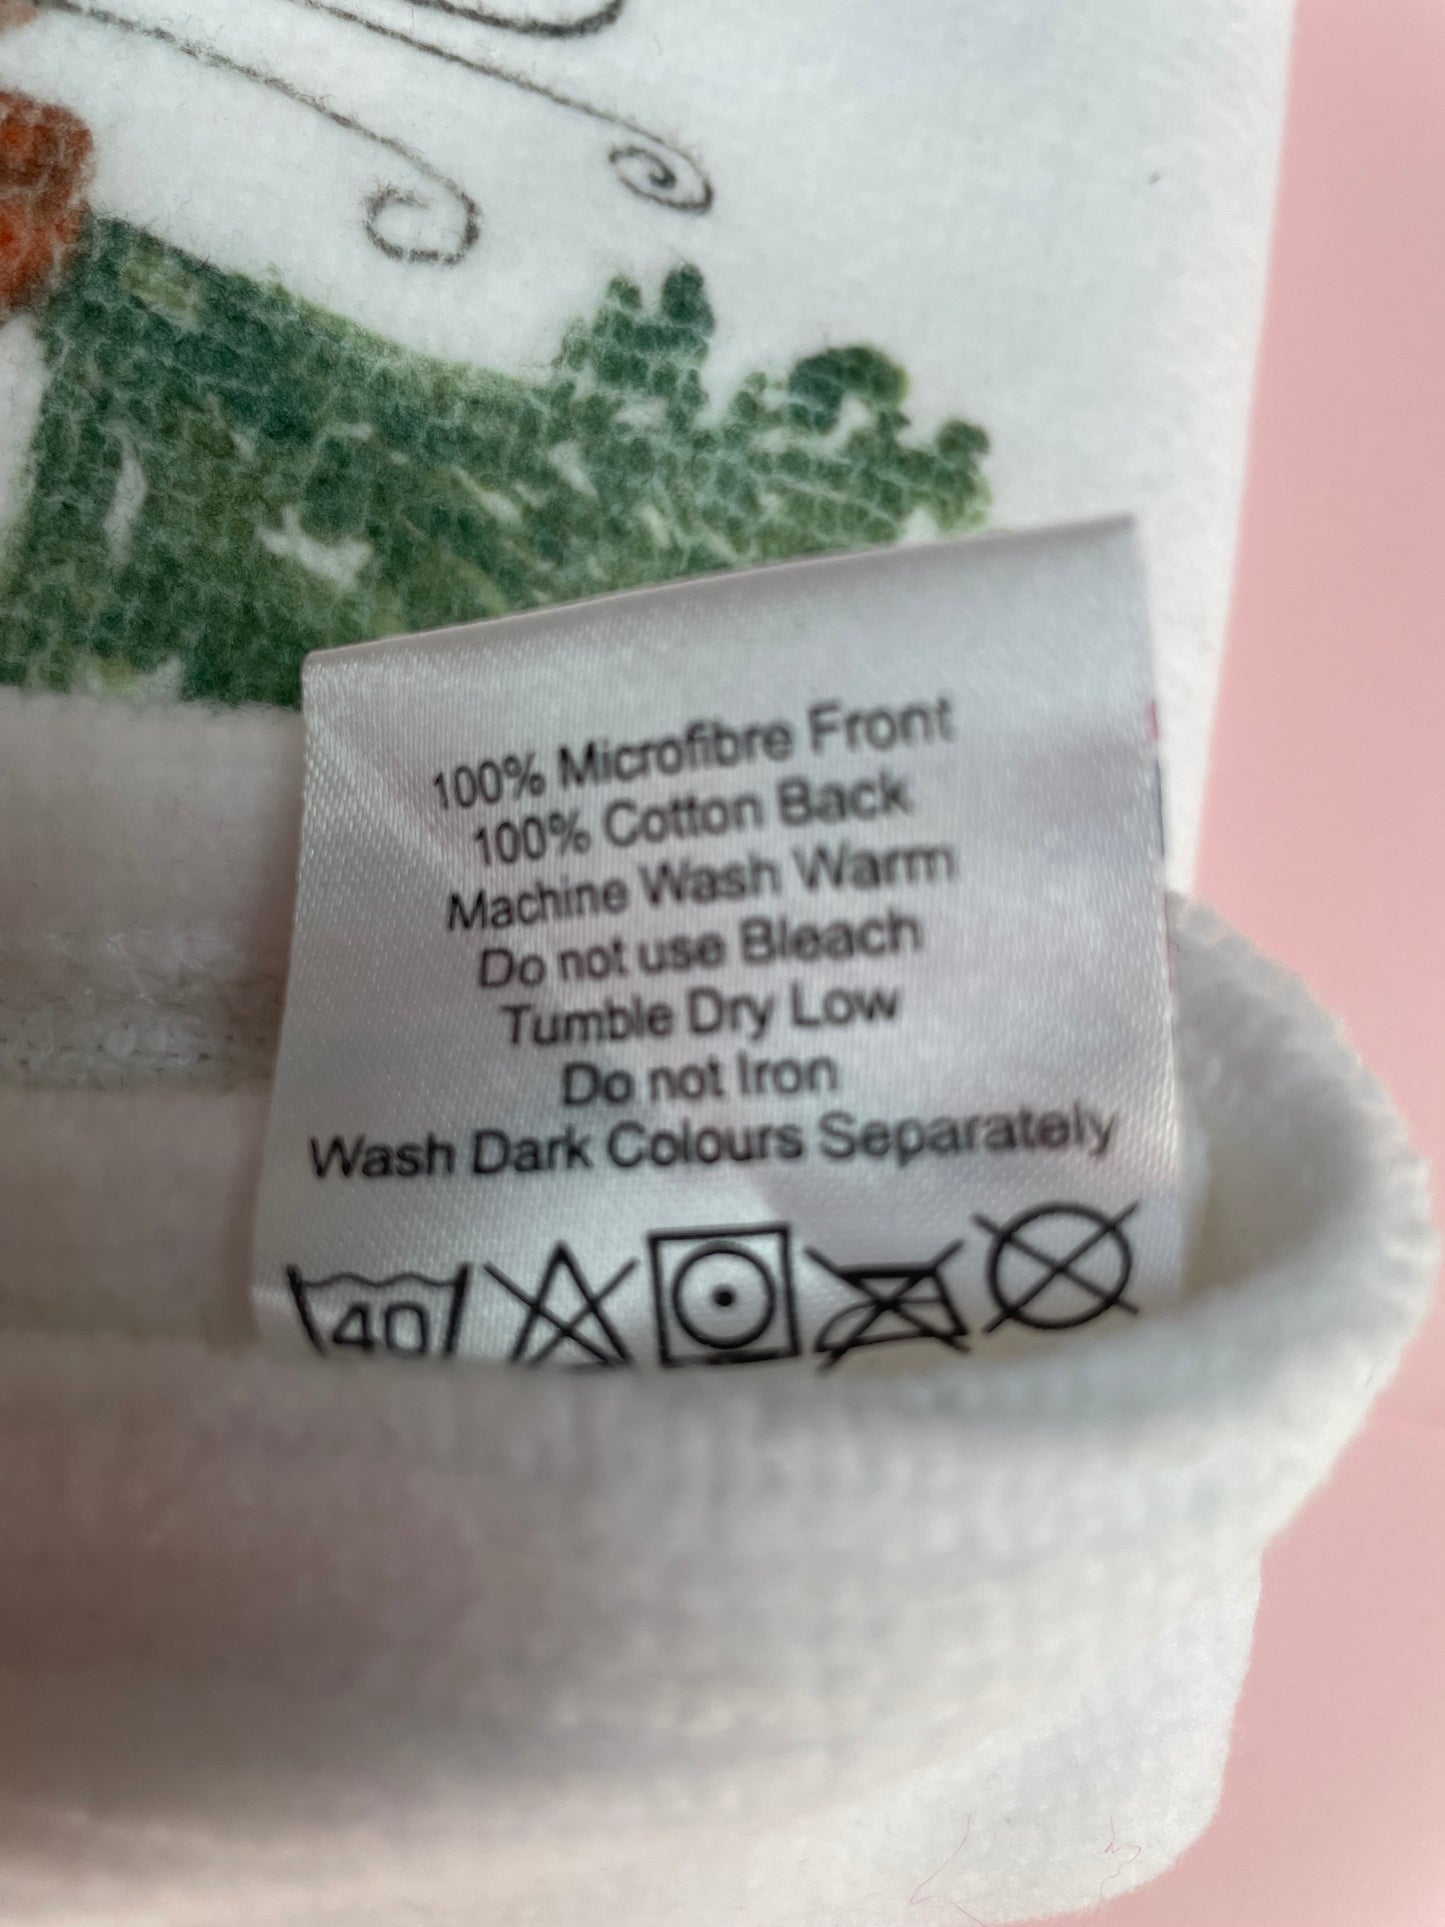 100% Microfibre Front
100% Cotton Back
Machine Wash Warm
Do not use Bleach
Tumble Dry Low
Do not Iron
Wash Dark Colours Separately
40